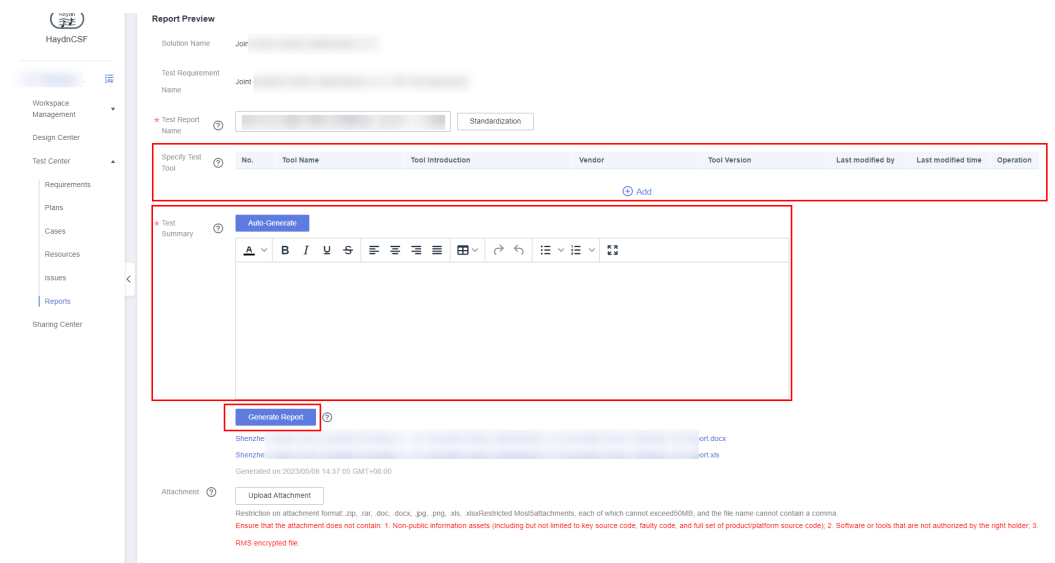 Haydn
HaydnCSF
Workspace
Management
Design Center
Test Center
Requirements
Plans
Cases
Resources
Issues
Reports
Sharing Center
Report Preview
Solution Name
Join
Test Requirement
Name
Joint
* Test Report
Name
?
Standardization
Specify Test
Tool
?
No. Tool Name Tool Introduction Vendor Tool Version Last modified by Last modified time Operation
Add
* Test
Summary
?
Auto-Generate
A B I U S
Generate Report ?
Shenzhe ort.docx
Shenzhe ort.xls
Generated on 2023/05/08 14:37:05 GMT+08:00
Attachment ? Upload Attachment
Restriction on attachment format:.zip, .rar, .doc, .docx, .jpg, .png, .xls, .xlsxRestricted Most5attachments, each of which cannot exceed50MB, and the file name cannot contain a comma.
Ensure that the attachment does not contain: 1. Non-public information assets (including but not limited to key source code, faulty code, and full set of product/platform source code); 2. Software or tools that are not authorized by the right holder; 3.
RMS encrypted file.